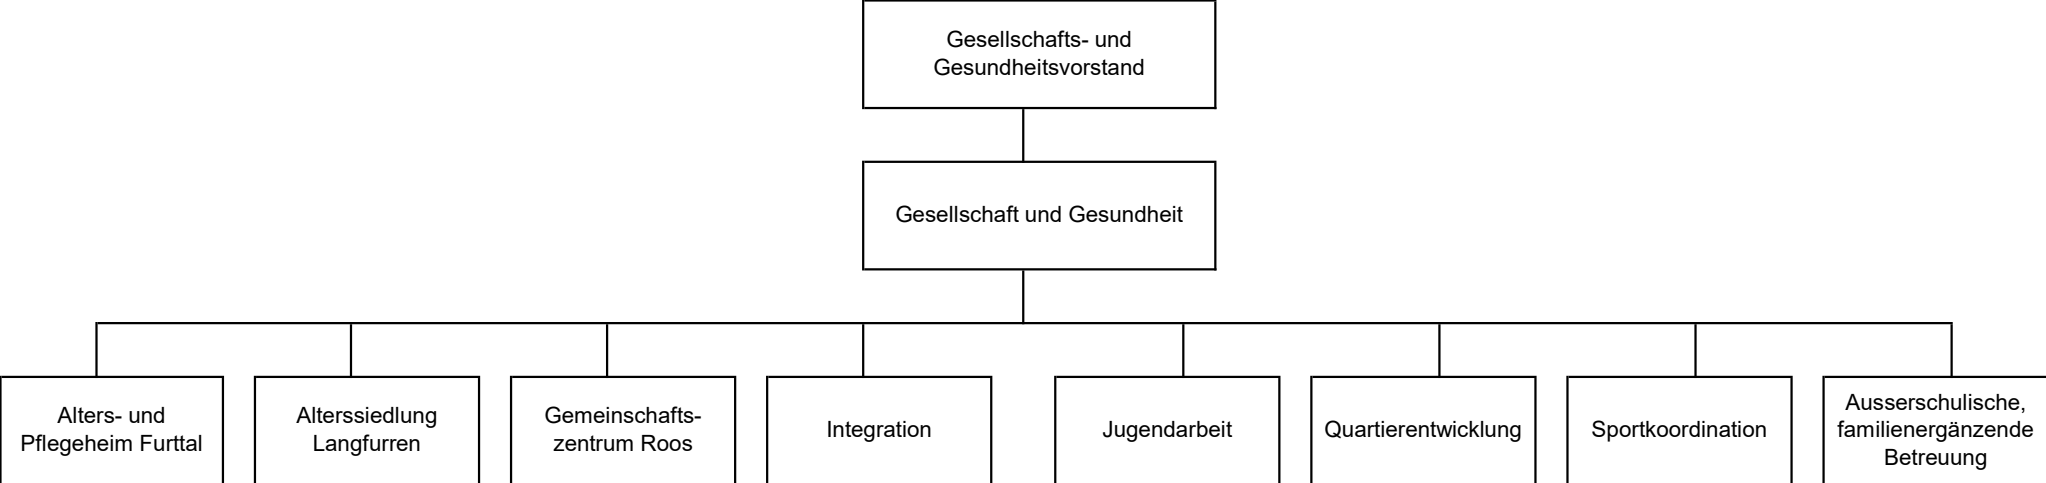 Gesellschafts- und
Gesundheitsvorstand
Gesellschaft und Gesundheit
Alters- und
Pflegeheim Furttal
Alterssiedlung
Langfurren
Gemeinschafts-
zentrum Roos
Integration
Jugendarbeit
Quartierentwicklung
Sportkoordination
Ausserschulische,
familienergänzende
Betreuung